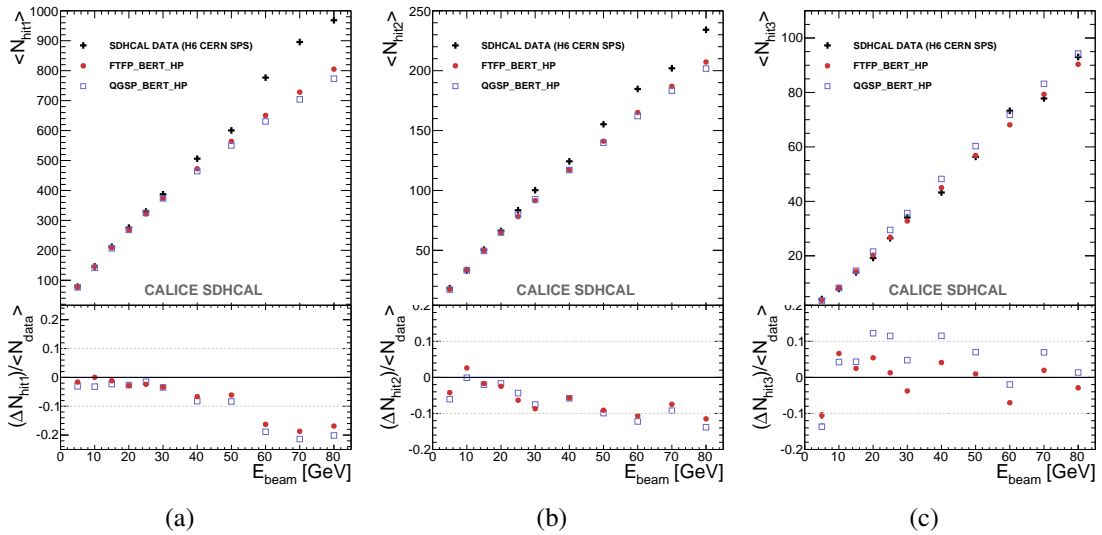 <N_hit1>
1000
900
800
700
600
500
400
300
200
100
SDHCAL DATA (H6 CERN SPS)
FTFP_BERT_HP
QGSP_BERT_HP
CALICE SDHCAL
(ΔN_hit1)/<N_data>
0.2
0.1
0
-0.1
-0.2
0 10 20 30 40 50 60 70 80
E_beam [GeV]
(a)
<N_hit2>
250
200
150
100
50
SDHCAL DATA (H6 CERN SPS)
FTFP_BERT_HP
QGSP_BERT_HP
CALICE SDHCAL
(ΔN_hit2)/<N_data>
0.2
0.1
0
-0.1
-0.2
0 10 20 30 40 50 60 70 80
E_beam [GeV]
(b)
<N_hit3>
100
80
60
40
20
SDHCAL DATA (H6 CERN SPS)
FTFP_BERT_HP
QGSP_BERT_HP
CALICE SDHCAL
(ΔN_hit3)/<N_data>
0.2
0.1
0
-0.1
-0.2
0 10 20 30 40 50 60 70 80
E_beam [GeV]
(c)